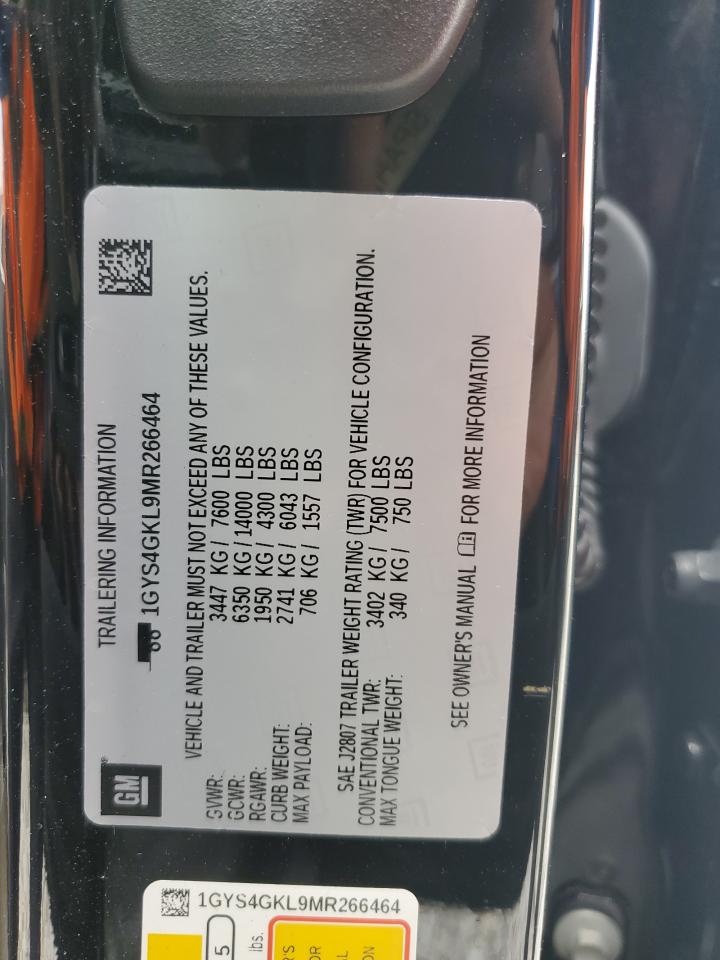 TRAILERING INFORMATION
1GYS4GKL9MR266464
GM
VEHICLE AND TRAILER MUST NOT EXCEED ANY OF THESE VALUES.
GVWR: 3447 KG / 7600 LBS
GCWR: 6350 KG / 14000 LBS
RGAWR: 1950 KG / 4300 LBS
CURB WEIGHT: 2741 KG / 6043 LBS
MAX PAYLOAD: 706 KG / 1557 LBS
SAE J2807 TRAILER WEIGHT RATING (TWR) FOR VEHICLE CONFIGURATION.
CONVENTIONAL TWR: 3402 KG / 7500 LBS
MAX TONGUE WEIGHT: 340 KG / 750 LBS
SEE OWNER'S MANUAL FOR MORE INFORMATION
1GYS4GKL9MR266464
5
lbs.